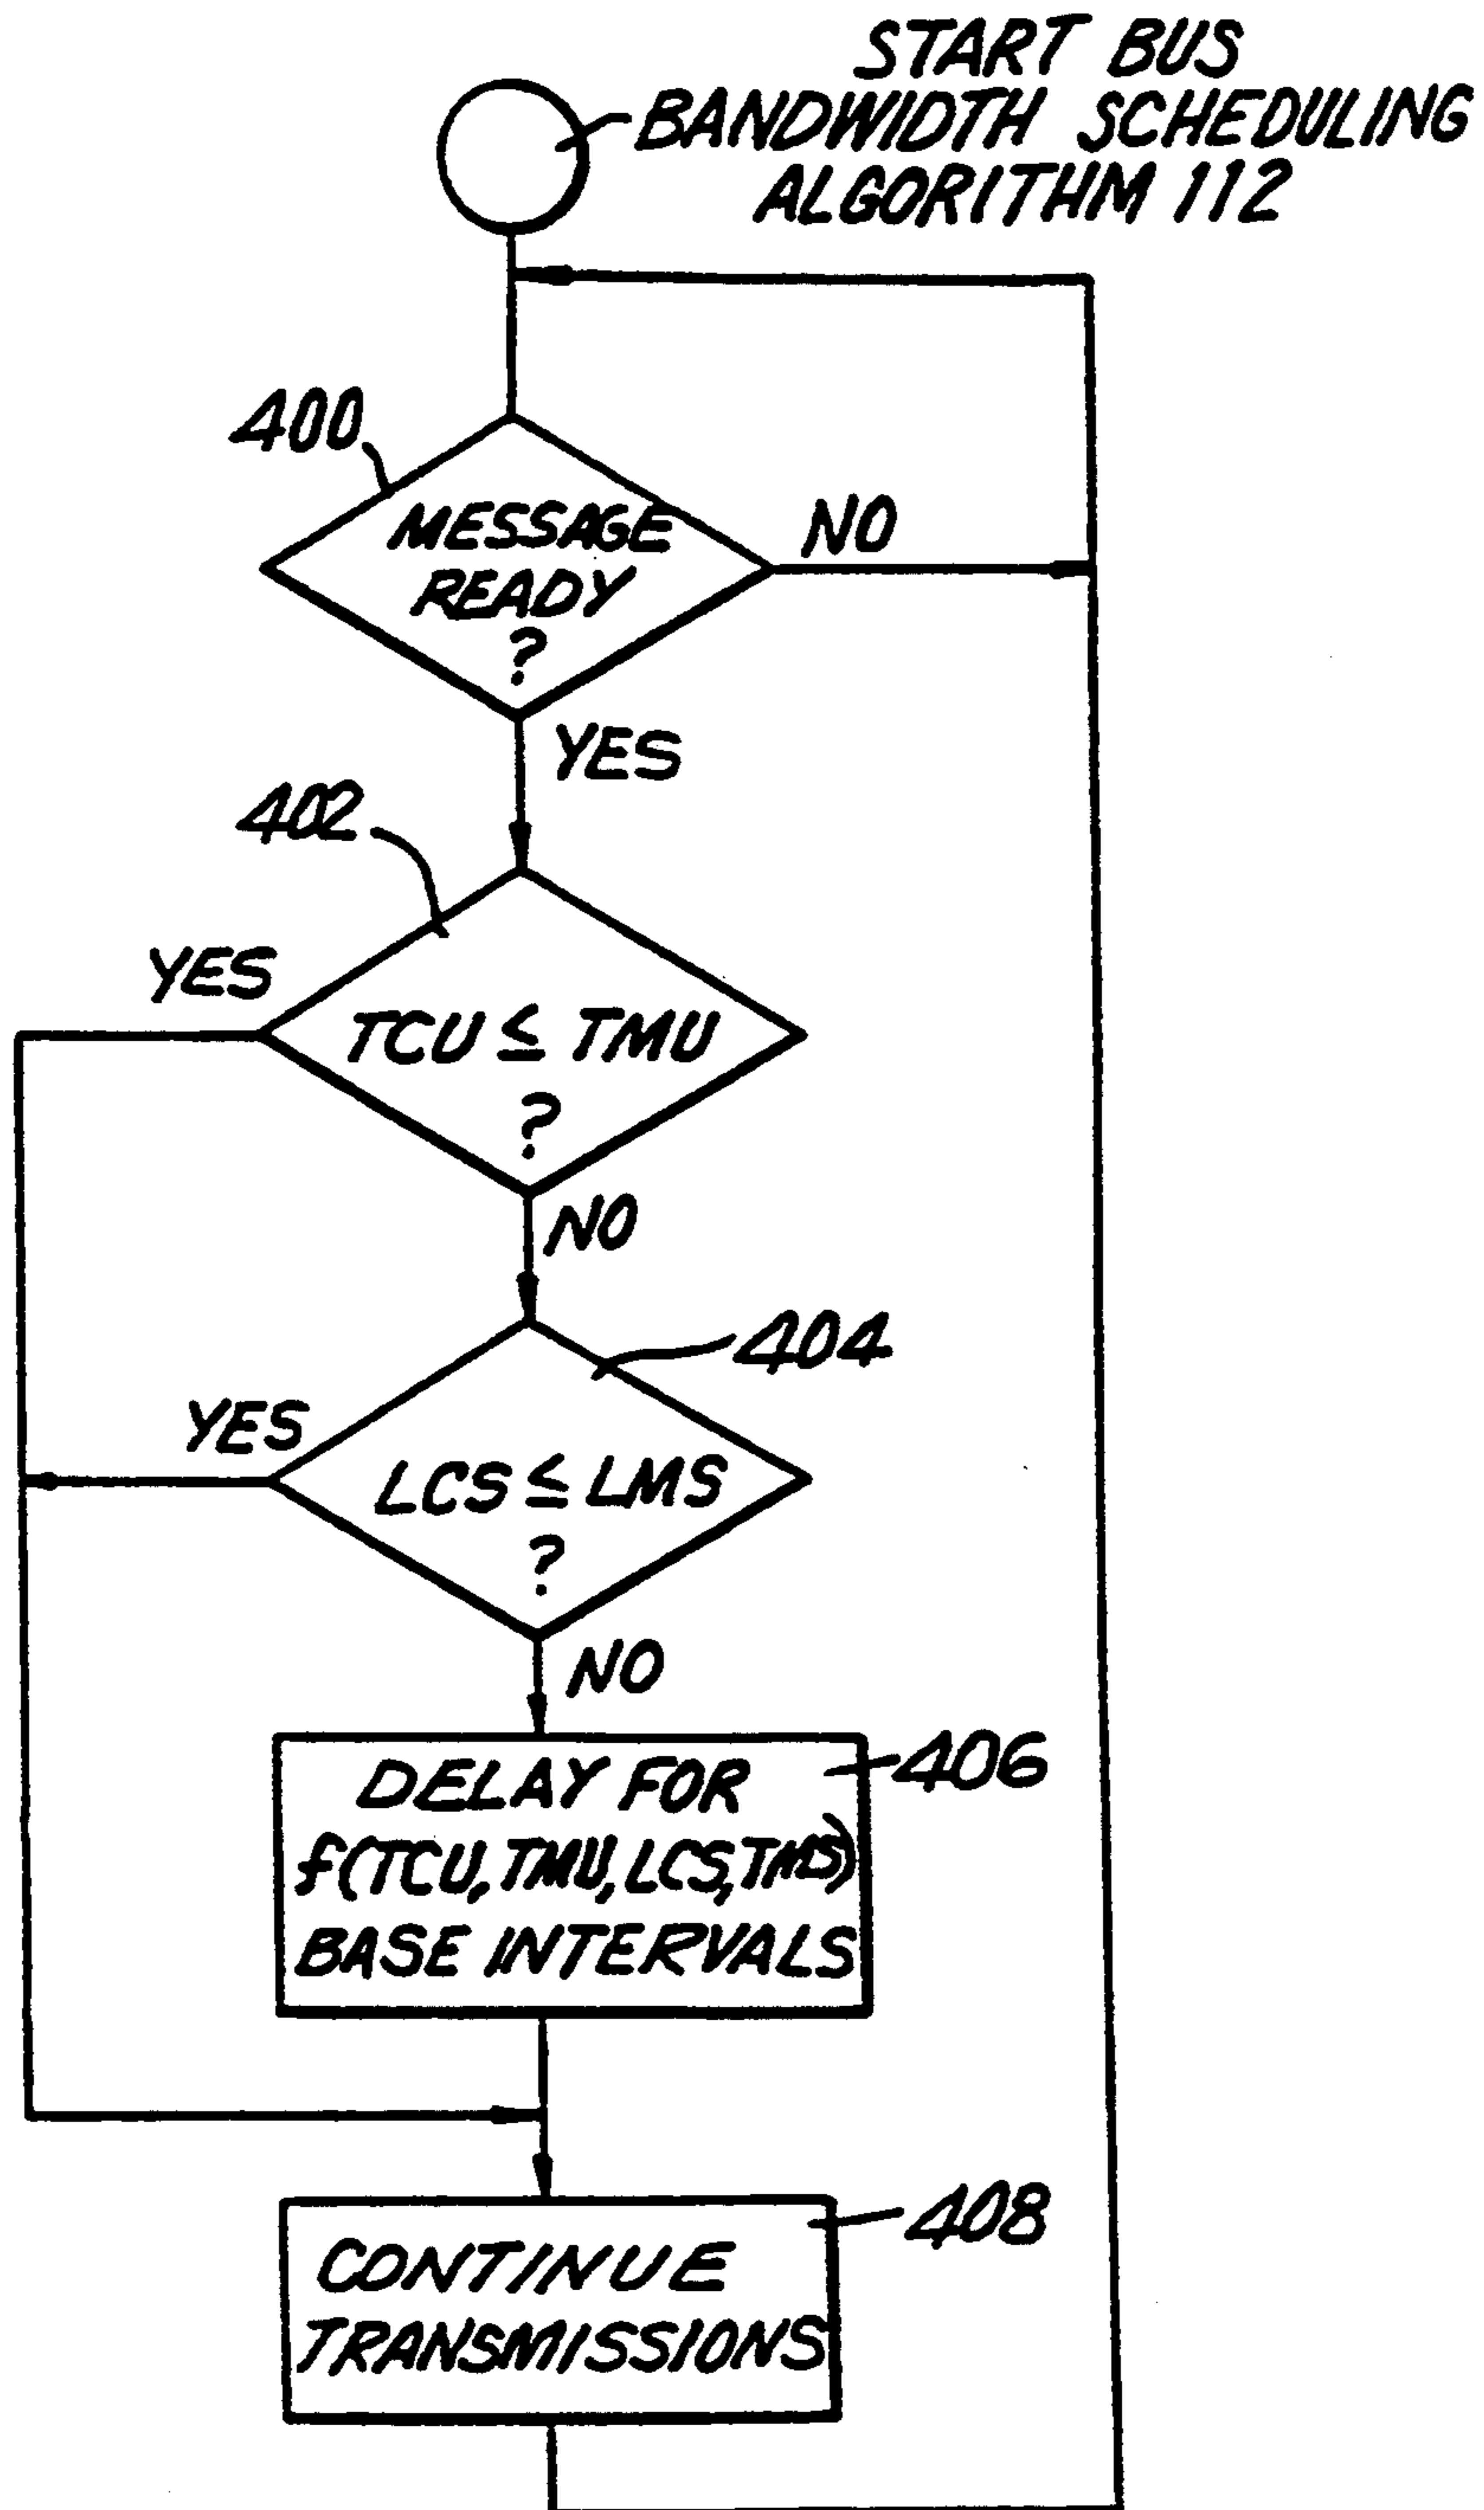 START BUS
BANDWIDTH SCHEDULING
ALGORITHM 112
400
MESSAGE
READY
?
NO
YES
402
YES
TCU ≤ TMU
?
NO
404
YES
LCS ≤ LMS
?
NO
406
DELAY FOR
f(TCU, TMU, LCS, TMS)
BASE INTERVALS
408
CONTINUE
TRANSMISSIONS